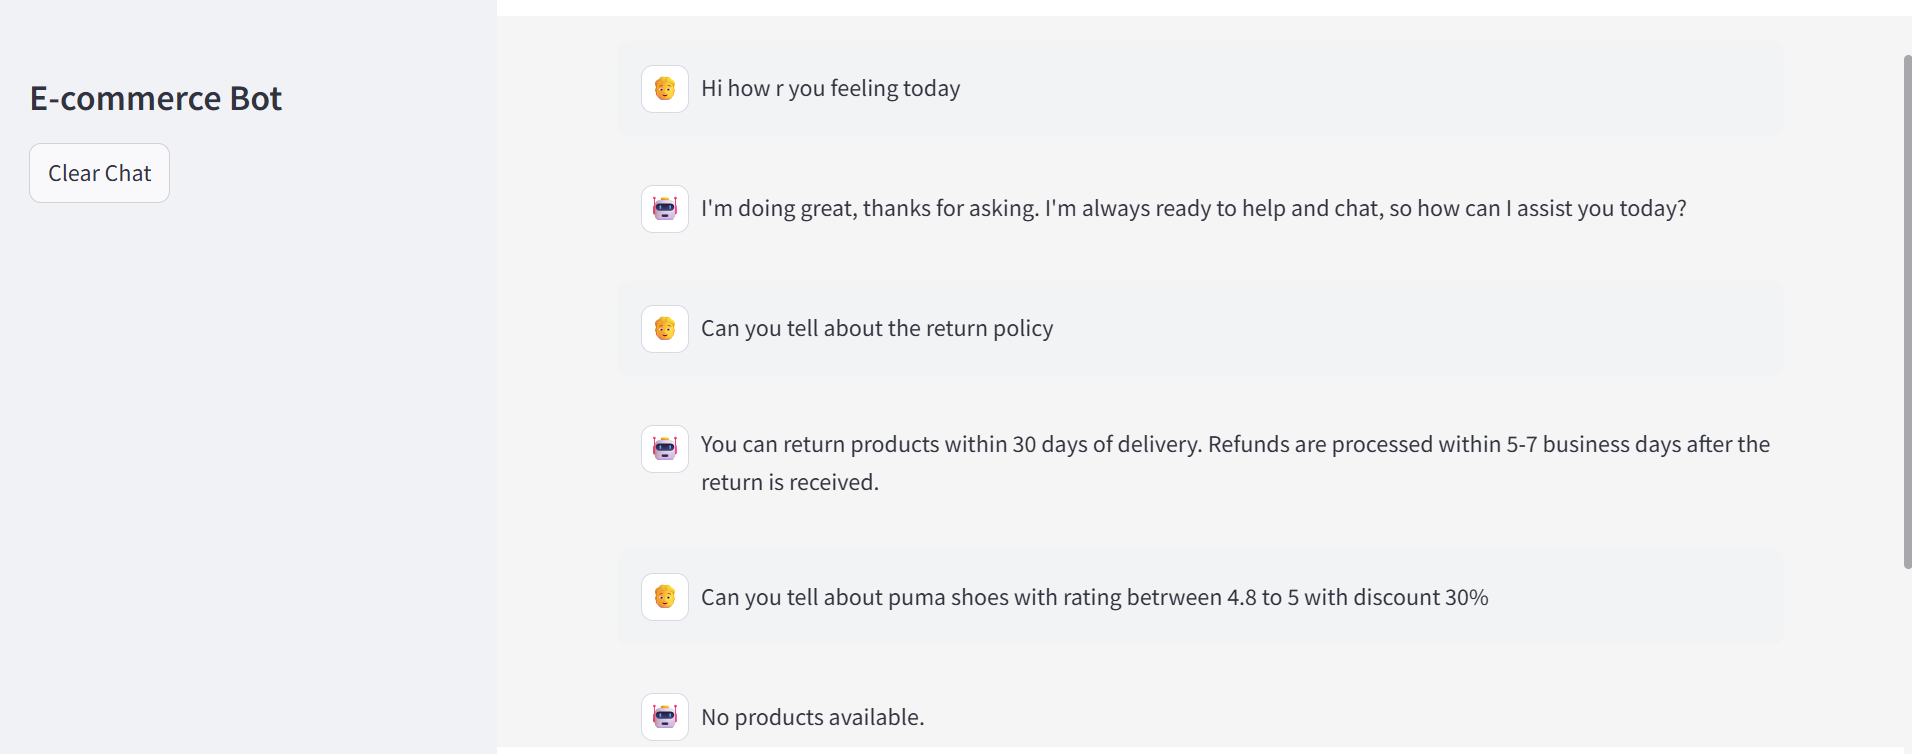 E-commerce Bot
Clear Chat
Hi how r you feeling today
I'm doing great, thanks for asking. I'm always ready to help and chat, so how can I assist you today?
Can you tell about the return policy
You can return products within 30 days of delivery. Refunds are processed within 5-7 business days after the
return is received.
Can you tell about puma shoes with rating betrween 4.8 to 5 with discount 30%
No products available.